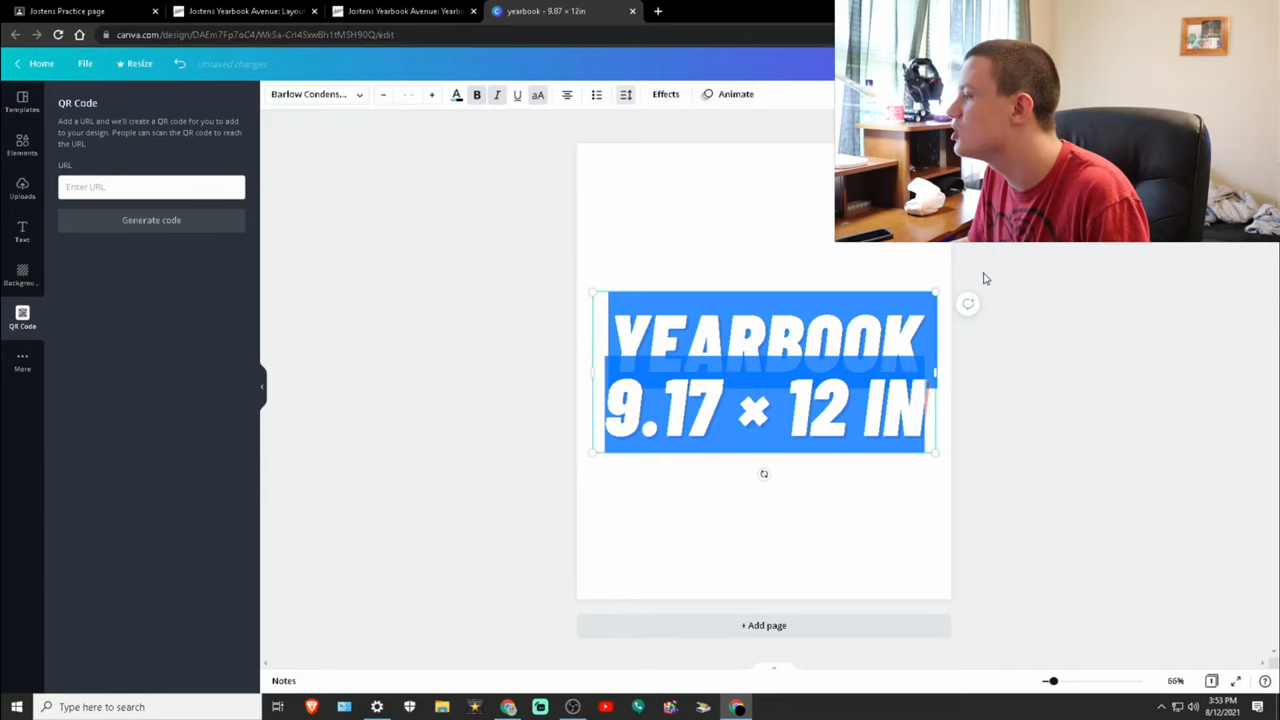 Jostens Practice page
Jostens Yearbook Avenue: Layou
Jostens Yearbook Avenue: Yearb
yearbook - 9.87 × 12in
canva.com/design/DAEm7Fp7oC4/WkSa-CrI4Sxw6h1tMSH90Q/edit
Home
File
Resize
unsaved changes
Barlow Condens...
Effects
Animate
Templates
Elements
Uploads
Text
Backgrou...
QR Code
More
QR Code
Add a URL and we'll create a QR code for you to add
to your design. People can scan the QR code to reach
the URL
URL
Enter URL
Generate code
YEARBOOK
9.17 × 12 IN
+ Add page
Notes
66%
1
Type here to search
3:53 PM
8/12/2021